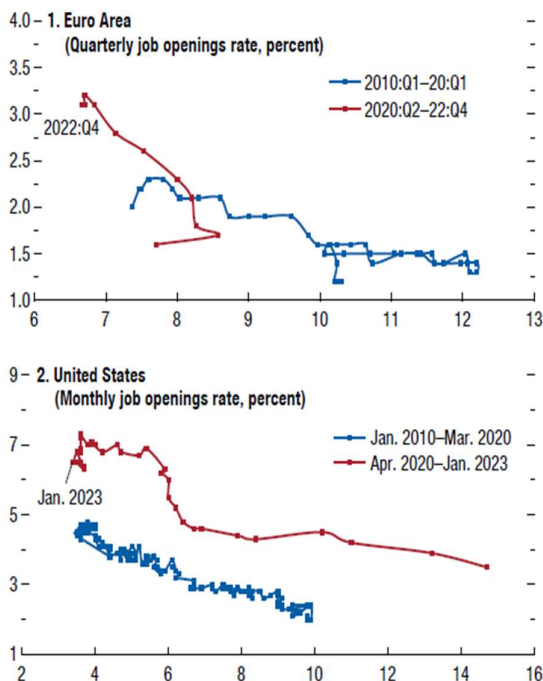 4.0
1. Euro Area
(Quarterly job openings rate, percent)
3.5
2010:Q1–20:Q1
2020:Q2–22:Q4
3.0
2022:Q4
2.5
2.0
1.5
1.0
6 7 8 9 10 11 12 13
9
2. United States
(Monthly job openings rate, percent)
Jan. 2010–Mar. 2020
Apr. 2020–Jan. 2023
7
Jan. 2023
5
3
1
2 4 6 8 10 12 14 16